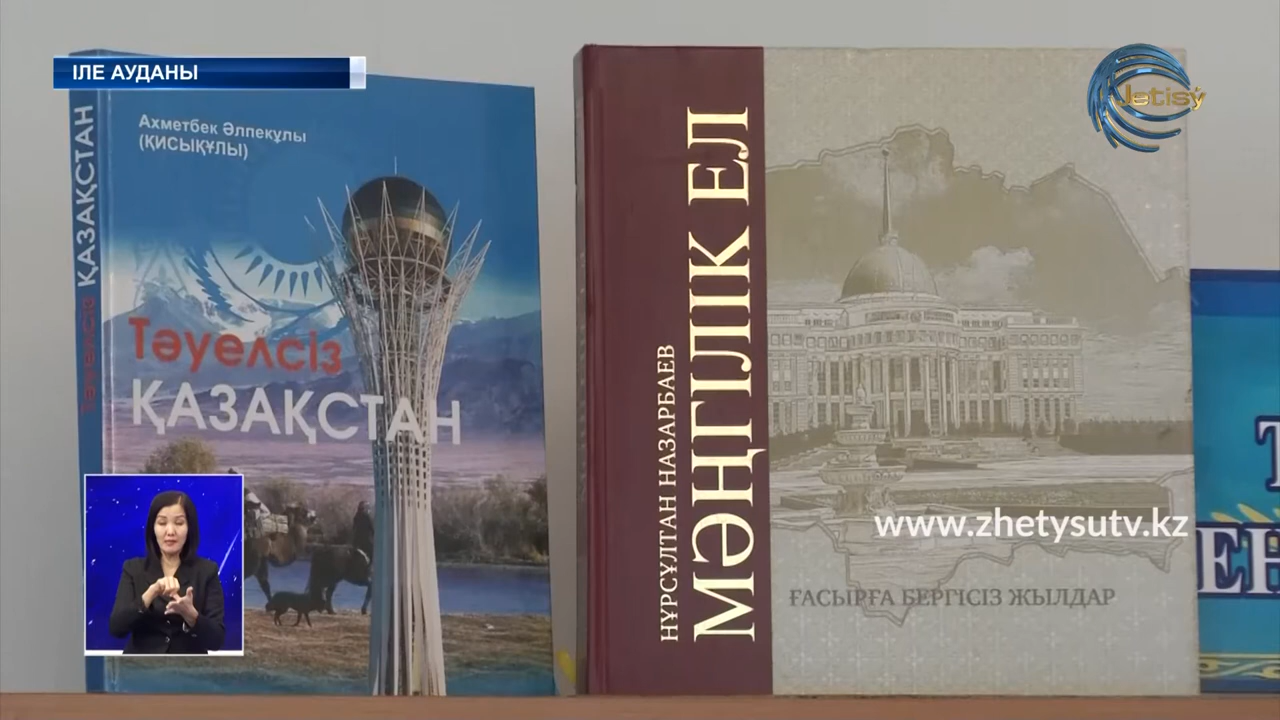 ІЛЕ АУДАНЫ
Jetisý
Ахметбек Әлпекұлы
(ҚИСЫҚҰЛЫ)
Тәуелсіз
ҚАЗАҚСТАН
Тәуелсіз ҚАЗАҚСТАН
НҰРСҰЛТАН НАЗАРБАЕВ
МӘҢГІЛІК ЕЛ
www.zhetysutv.kz
ҒАСЫРҒА БЕРГІСІЗ ЖЫЛДАР